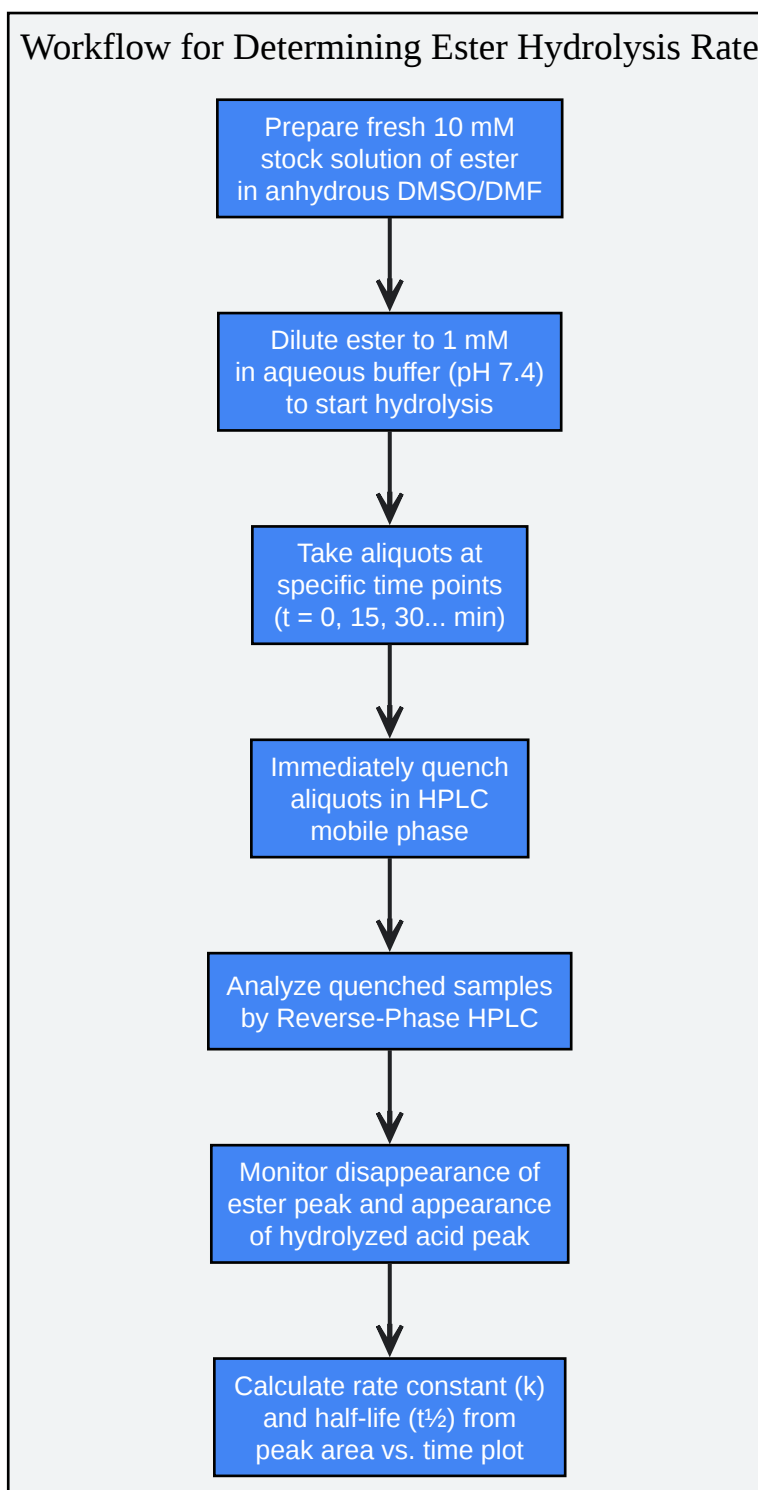 Workflow for Determining Ester Hydrolysis Rate
Prepare fresh 10 mM
stock solution of ester
in anhydrous DMSO/DMF
Dilute ester to 1 mM
in aqueous buffer (pH 7.4)
to start hydrolysis
Take aliquots at
specific time points
(t = 0, 15, 30... min)
Immediately quench
aliquots in HPLC
mobile phase
Analyze quenched samples
by Reverse-Phase HPLC
Monitor disappearance of
ester peak and appearance
of hydrolyzed acid peak
Calculate rate constant (k)
and half-life (t½) from
peak area vs. time plot